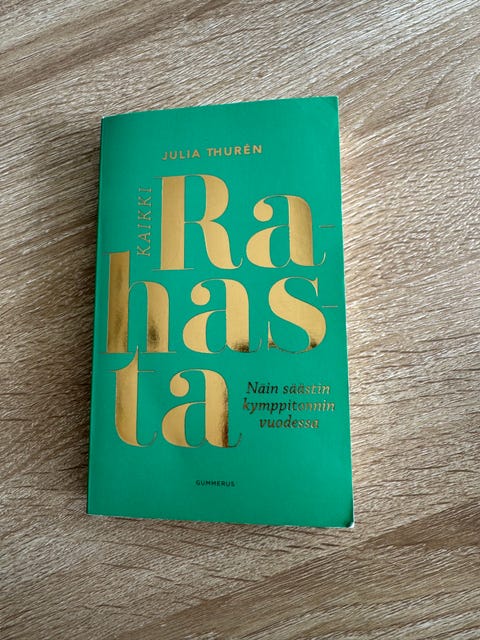 JULIA THURÉN
KAIKKI
Ra-
has-
ta
Näin säästin
kymppitonnin
vuodessa
GUMMERUS